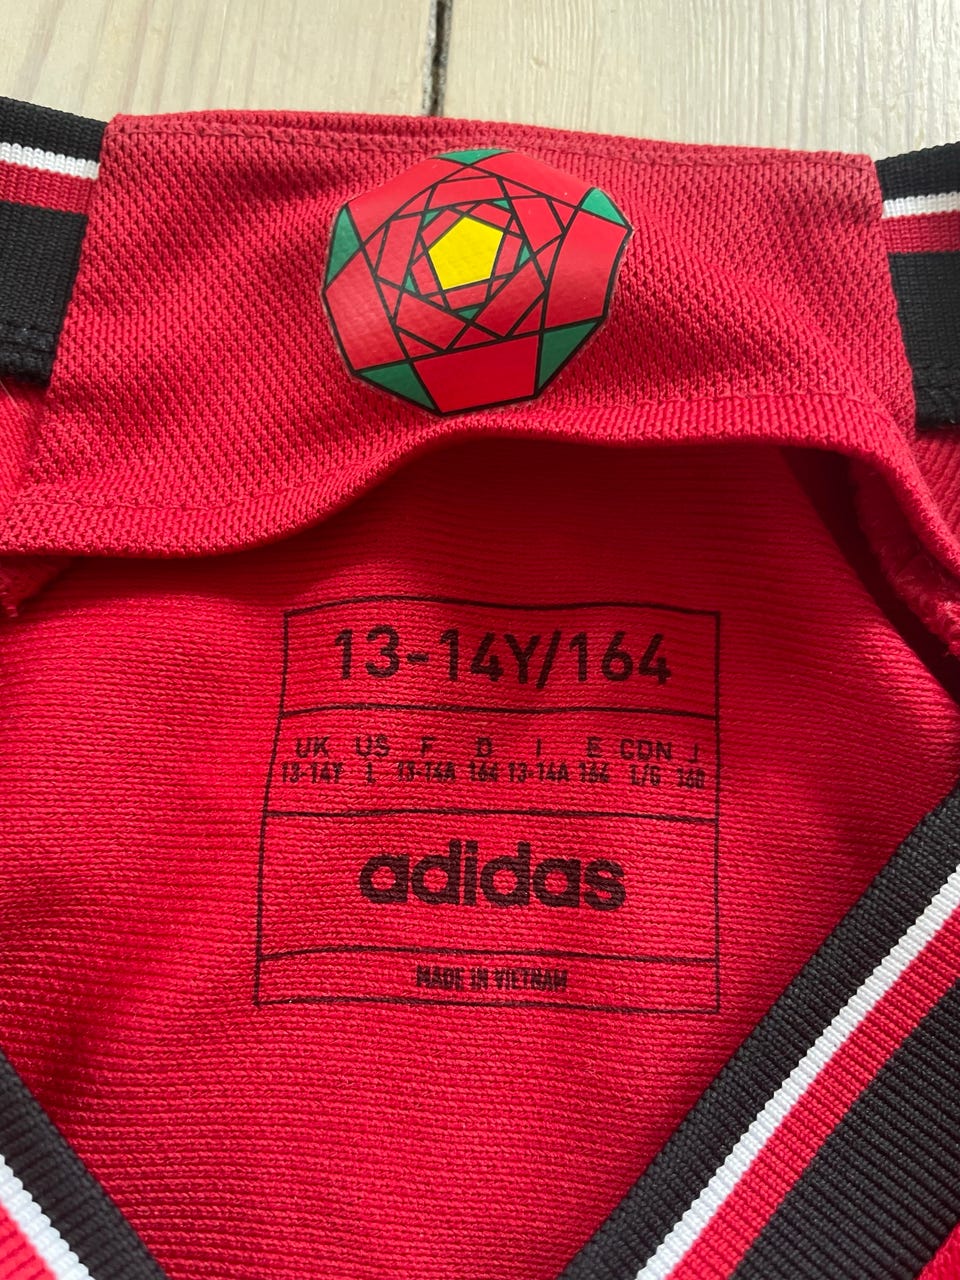 13-14Y/164
UK US F D I E CDN J
13-14Y L 13-14A 164 13-14A 164 L/G 160
adidas
MADE IN VIETNAM